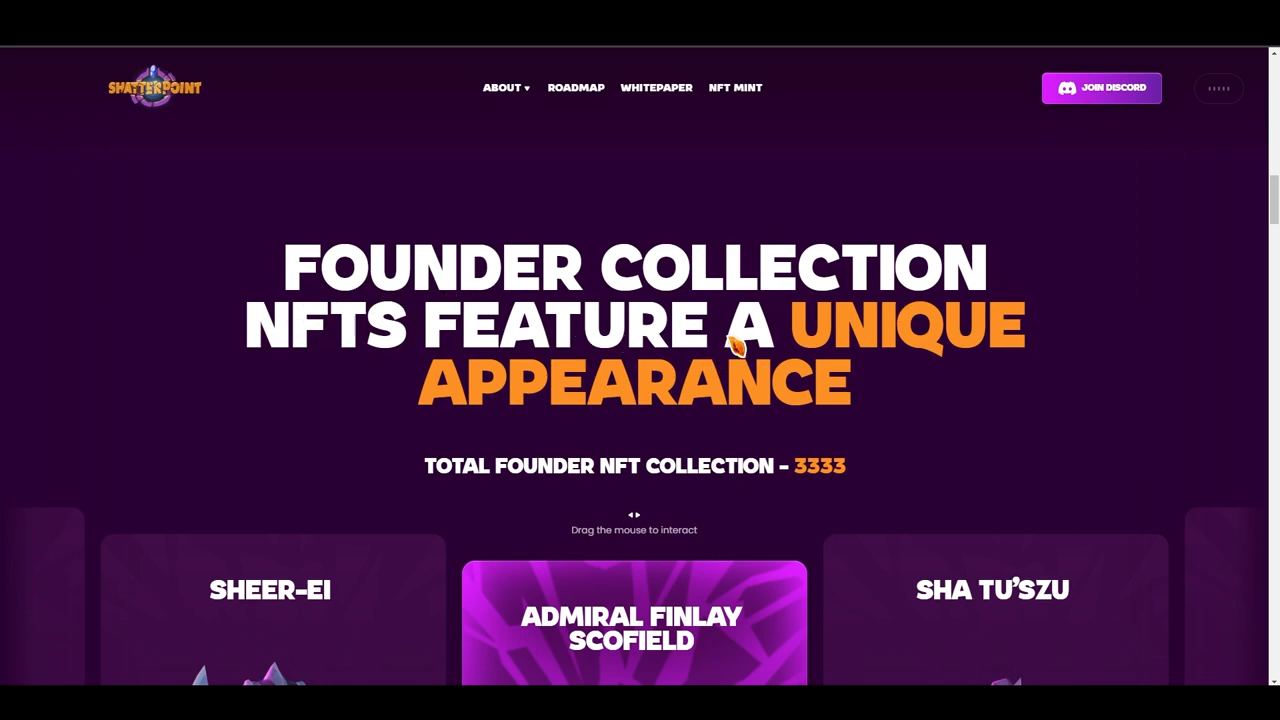 SHATTERPOINT
ABOUT ▾ ROADMAP WHITEPAPER NFT MINT
JOIN DISCORD
FOUNDER COLLECTION
NFTS FEATURE A UNIQUE
APPEARANCE
TOTAL FOUNDER NFT COLLECTION - 3333
Drag the mouse to interact
SHEER-EI
ADMIRAL FINLAY
SCOFIELD
SHA TU'SZU